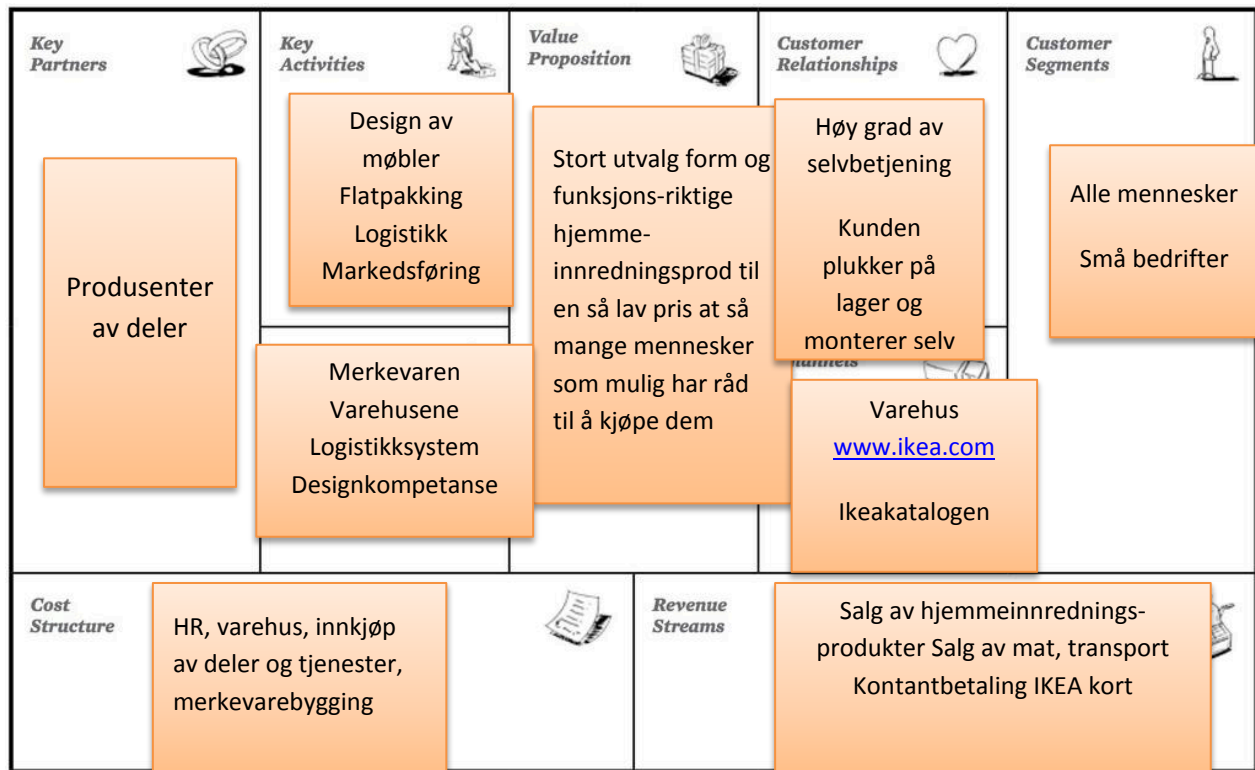 Key
Partners
Produsenter
av deler
Key
Activities
Design av
møbler
Flatpakking
Logistikk
Markedsføring
Merkevaren
Varehusene
Logistikksystem
Designkompetanse
Value
Proposition
Stort utvalg form og
funksjons-riktige
hjemme-
innredningsprod til
en så lav pris at så
mange mennesker
som mulig har råd
til å kjøpe dem
Customer
Relationships
Høy grad av
selvbetjening
Kunden
plukker på
lager og
monterer selv
Varehus
www.ikea.com
Ikeakatalogen
Customer
Segments
Alle mennesker
Små bedrifter
Cost
Structure
HR, varehus, innkjøp
av deler og tjenester,
merkevarebygging
Revenue
Streams
Salg av hjemmeinnrednings-
produkter Salg av mat, transport
Kontantbetaling IKEA kort